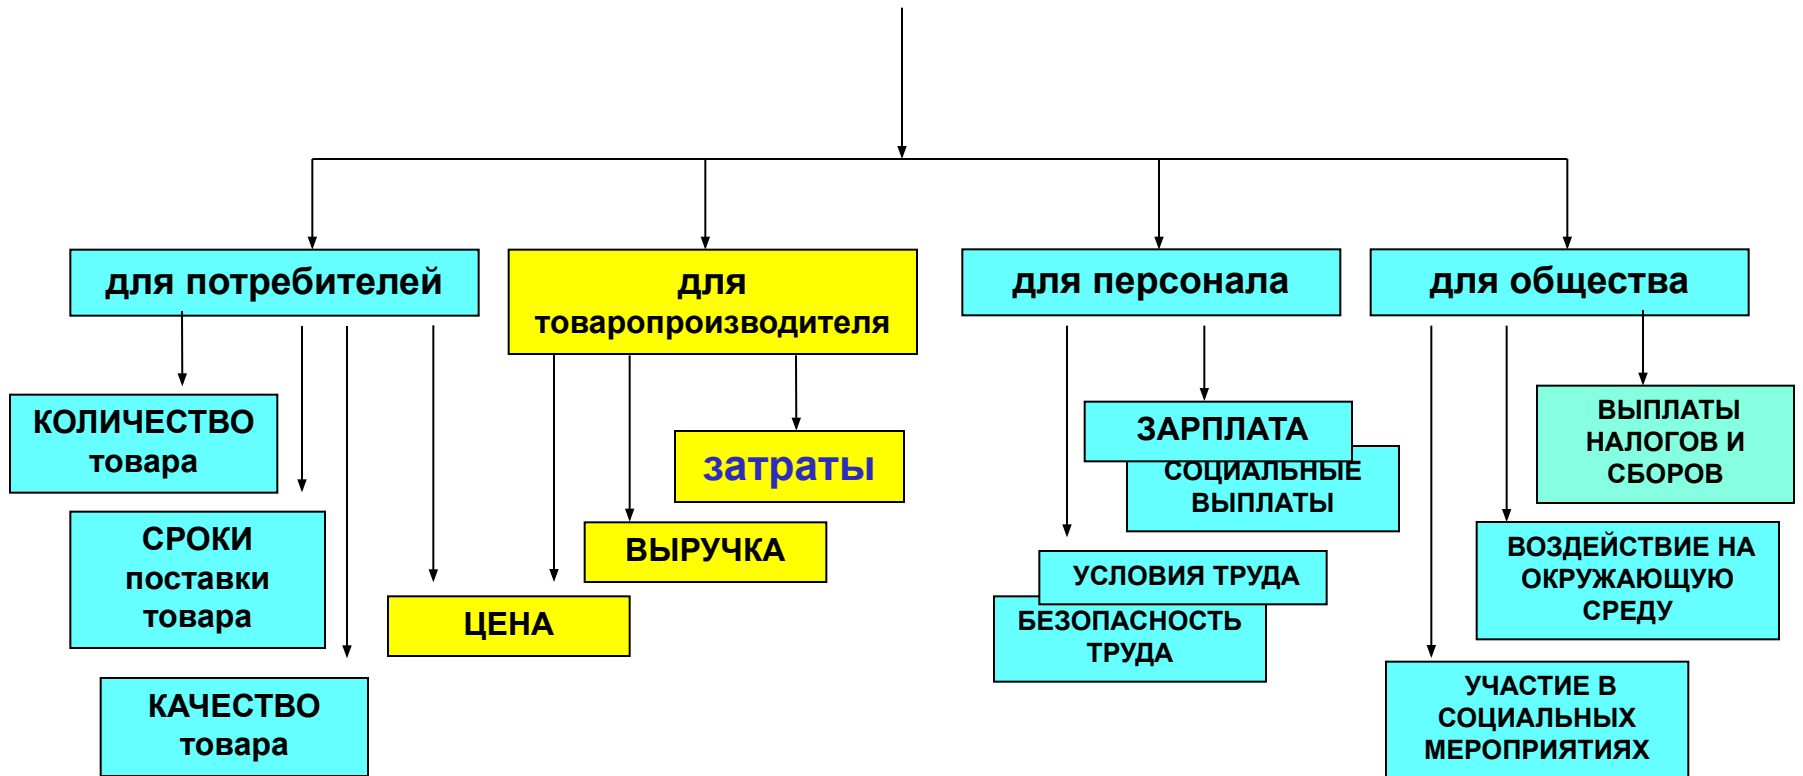 для потребителей
для
товаропроизводителя
для персонала
для общества
КОЛИЧЕСТВО
товара
СРОКИ
поставки
товара
КАЧЕСТВО
товара
ЦЕНА
ВЫРУЧКА
затраты
ЗАРПЛАТА
СОЦИАЛЬНЫЕ
ВЫПЛАТЫ
УСЛОВИЯ ТРУДА
БЕЗОПАСНОСТЬ
ТРУДА
ВЫПЛАТЫ
НАЛОГОВ И
СБОРОВ
ВОЗДЕЙСТВИЕ НА
ОКРУЖАЮЩУЮ
СРЕДУ
УЧАСТИЕ В
СОЦИАЛЬНЫХ
МЕРОПРИЯТИЯХ